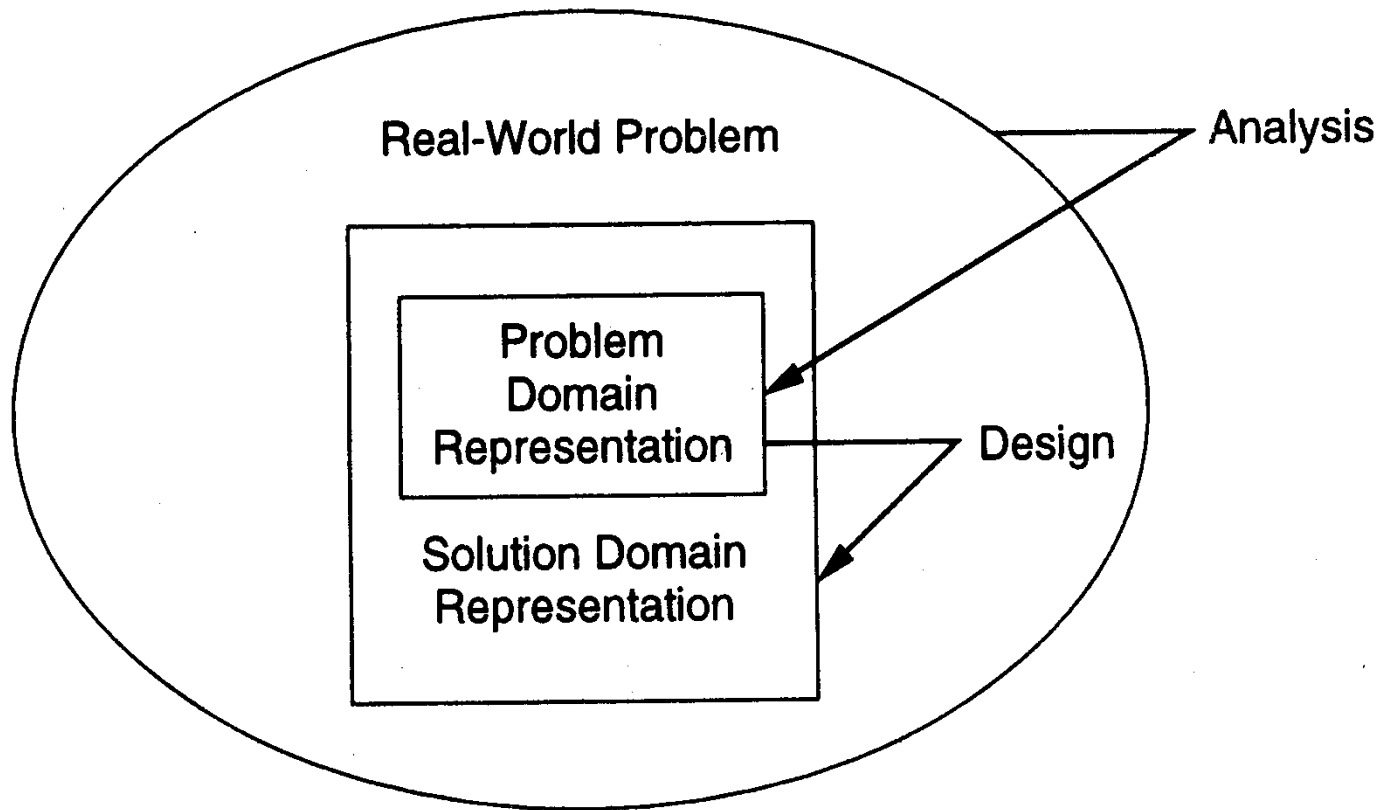 Real-World Problem
Analysis
Problem
Domain
Representation
Design
Solution Domain
Representation